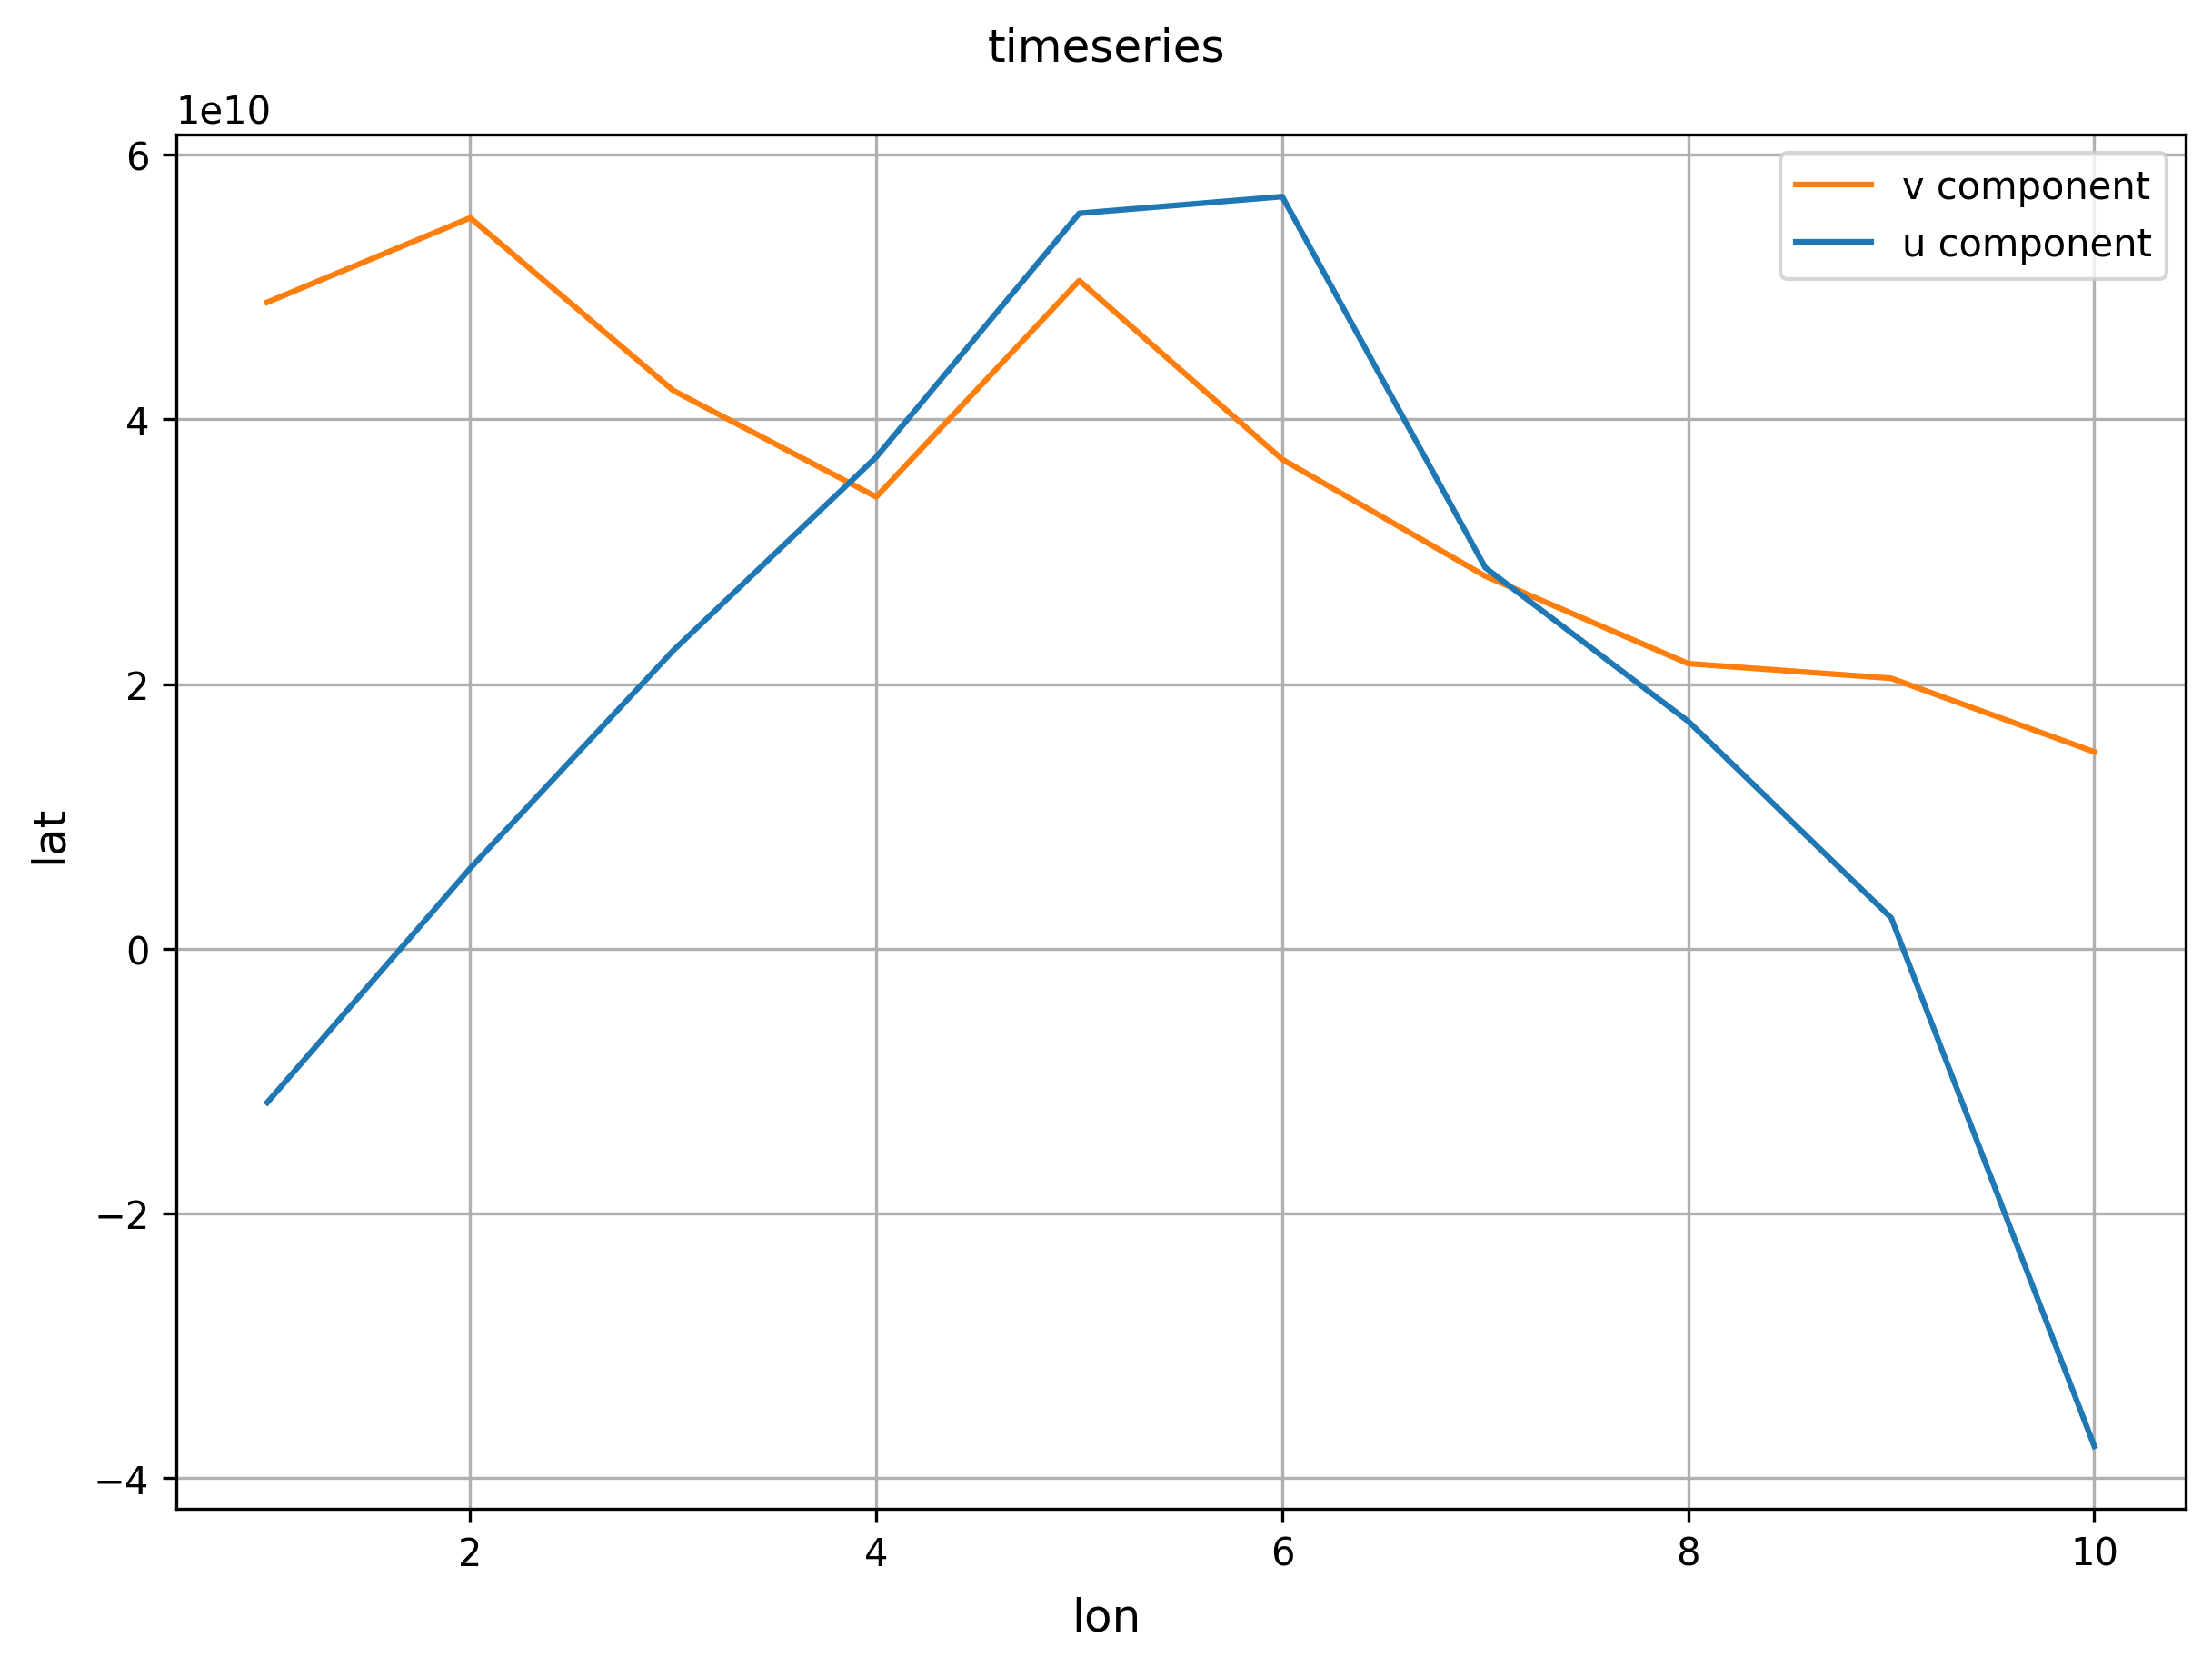 timeseries
1e10
6
4
2
0
−2
−4
lat
v component
u component
2 4 6 8 10
lon